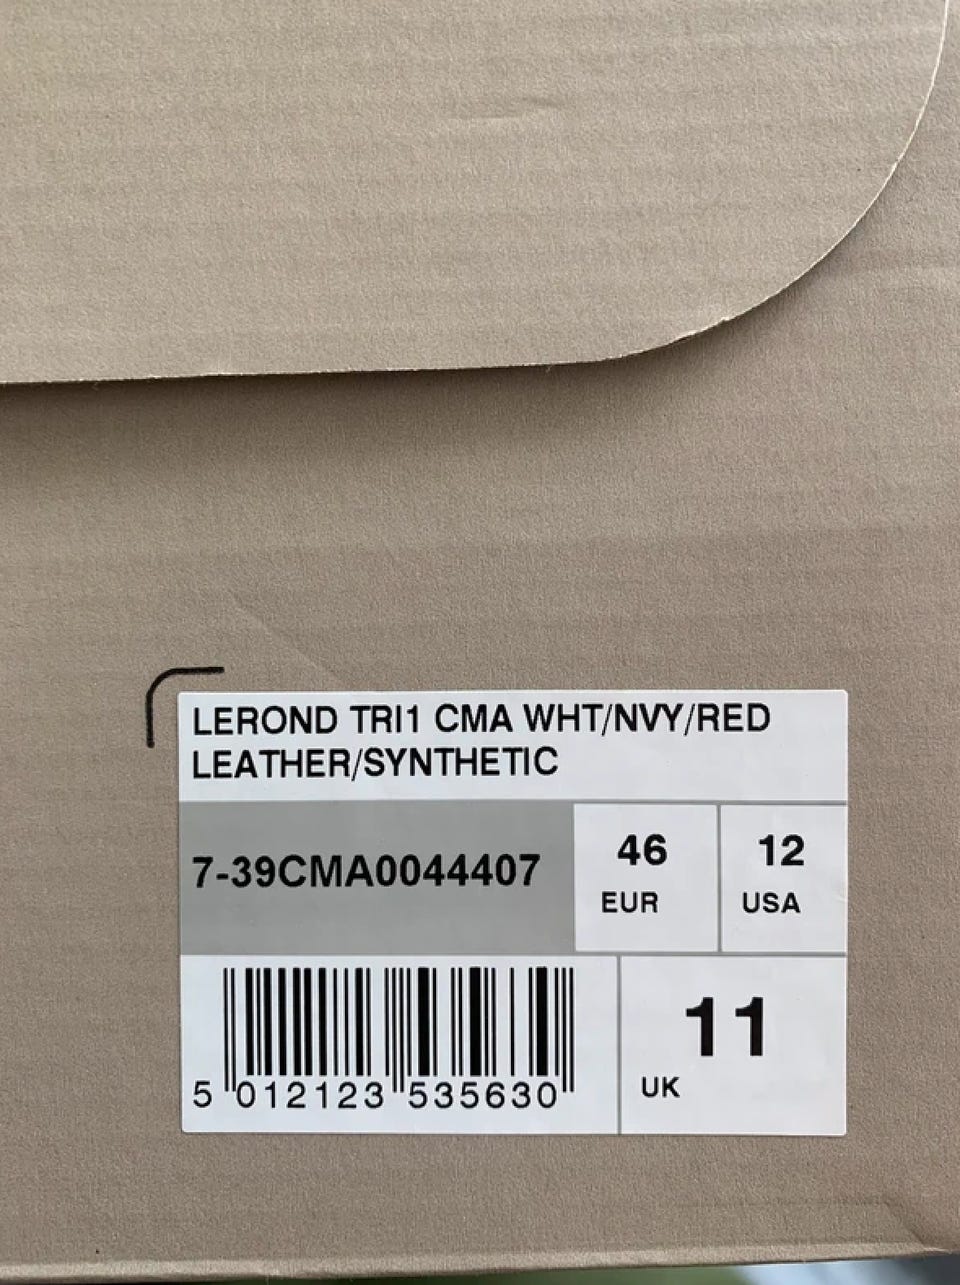 LEROND TRI1 CMA WHT/NVY/RED
LEATHER/SYNTHETIC
7-39CMA0044407
46
EUR
12
USA
5 012123 535630
11
UK